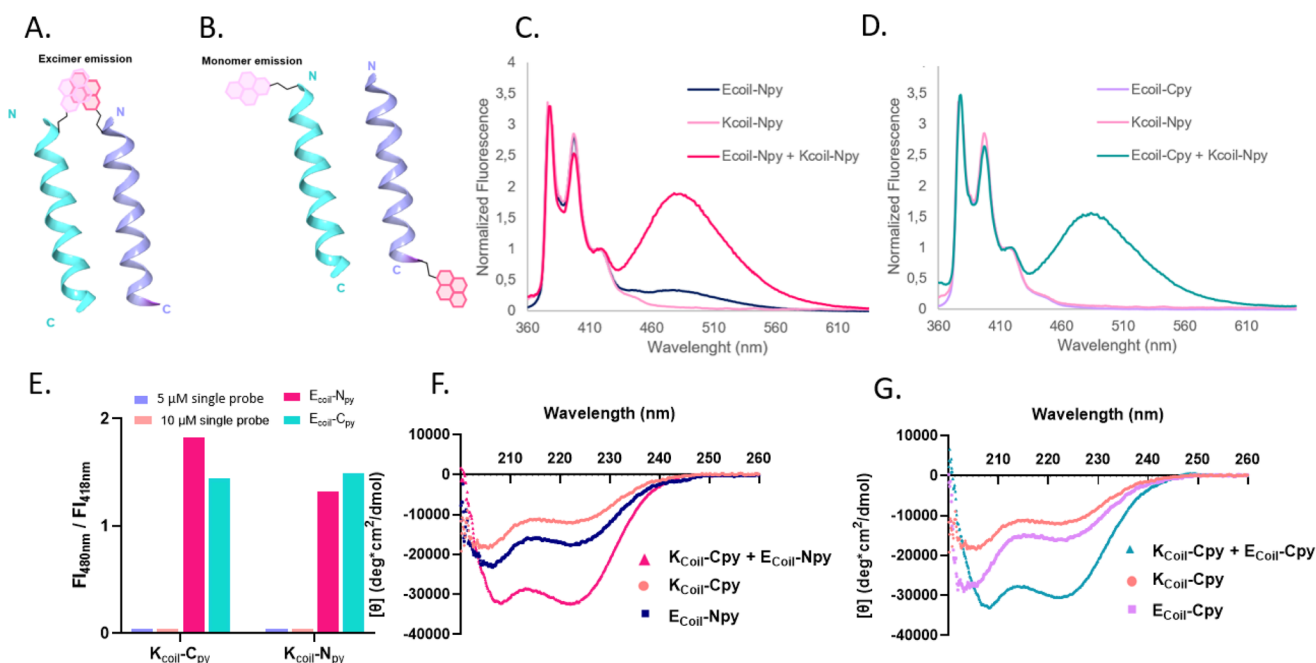 A.
Excimer emission
N
N
C
C
B.
Monomer emission
N
N
C
C
C.
4
3,5
3
2,5
2
1,5
1
0,5
0
Normalized Fluorescence
360 410 460 510 560 610
Wavelenght (nm)
Ecoil-Npy
Kcoil-Npy
Ecoil-Npy + Kcoil-Npy
D.
3,5
3
2,5
2
1,5
1
0,5
0
Normalized Fluorescence
360 410 460 510 560 610
Wavelenght (nm)
Ecoil-Cpy
Kcoil-Npy
Ecoil-Cpy + Kcoil-Npy
E.
5 µM single probe
10 µM single probe
Ecoil-Npy
Ecoil-Cpy
2
1
0
FI480nm / FI418nm
Kcoil-Cpy Kcoil-Npy
F.
Wavelength (nm)
10000
0
-10000
-20000
-30000
-40000
210 220 230 240 250 260
[θ] (deg*cm2/dmol)
KCoil-Cpy + ECoil-Npy
KCoil-Cpy
ECoil-Npy
G.
Wavelength (nm)
10000
0
-10000
-20000
-30000
-40000
210 220 230 240 250 260
[θ] (deg*cm2/dmol)
KCoil-Cpy + ECoil-Cpy
KCoil-Cpy
ECoil-Cpy